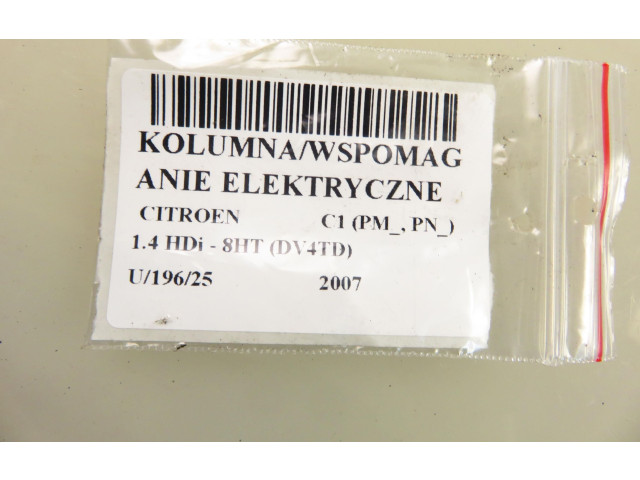 KOLUMNA/WSPOMAG
ANIE ELEKTRYCZNE
CITROEN C1 (PM_, PN_)
1.4 HDi - 8HT (DV4TD)
U/196/25 2007